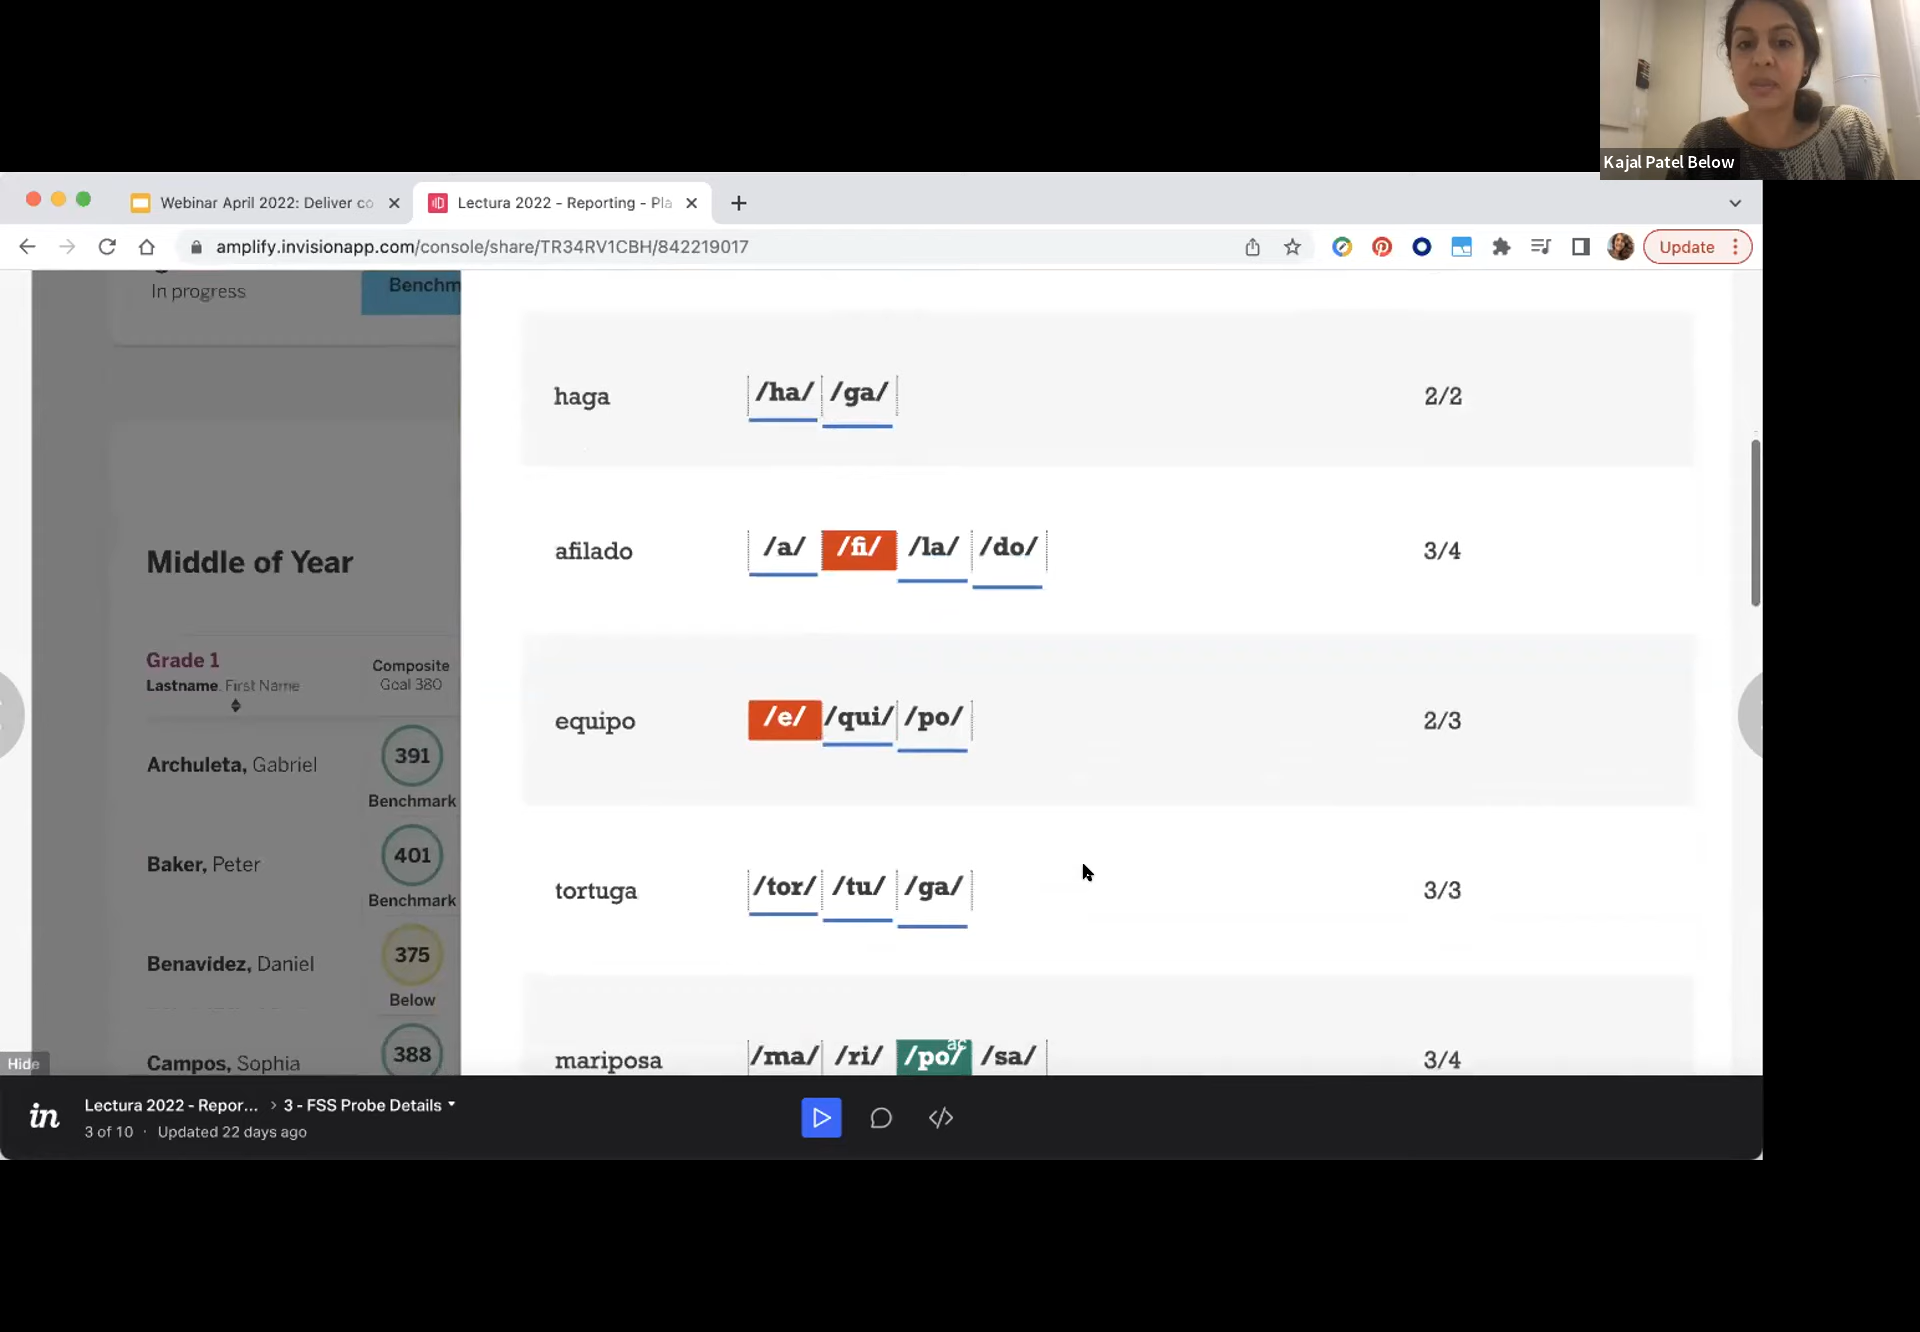 Kajal Patel Below
Webinar April 2022: Deliver co
Lectura 2022 - Reporting - Pla
amplify.invisionapp.com/console/share/TR34RV1CBH/842219017
Update
In progress
Benchm
haga /ha/ /ga/ 2/2
afilado /a/ /fi/ /la/ /do/ 3/4
Middle of Year
Grade 1
Lastname, First Name
Composite
Goal 380
equipo /e/ /qui/ /po/ 2/3
Archuleta, Gabriel 391
Benchmark
Baker, Peter 401
Benchmark
tortuga /tor/ /tu/ /ga/ 3/3
Benavidez, Daniel 375
Below
Campos, Sophia 388
mariposa /ma/ /ri/ /po/ ac /sa/ 3/4
Hide
in
Lectura 2022 - Repor... > 3 - FSS Probe Details
3 of 10 · Updated 22 days ago